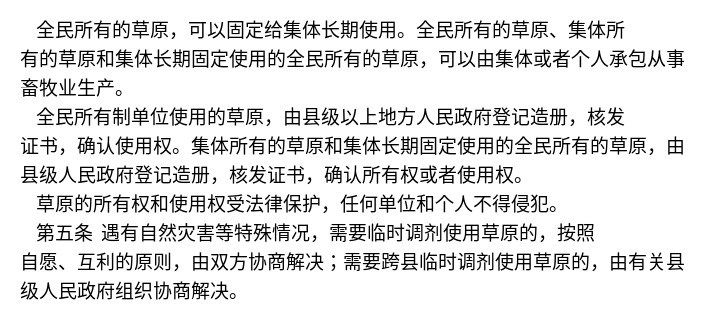 全民所有的草原，可以固定给集体长期使用。全民所有的草原、集体所
有的草原和集体长期固定使用的全民所有的草原，可以由集体或者个人承包从事
畜牧业生产。
全民所有制单位使用的草原，由县级以上地方人民政府登记造册，核发
证书，确认使用权。集体所有的草原和集体长期固定使用的全民所有的草原，由
县级人民政府登记造册，核发证书，确认所有权或者使用权。
草原的所有权和使用权受法律保护，任何单位和个人不得侵犯。
第五条 遇有自然灾害等特殊情况，需要临时调剂使用草原的，按照
自愿、互利的原则，由双方协商解决；需要跨县临时调剂使用草原的，由有关县
级人民政府组织协商解决。